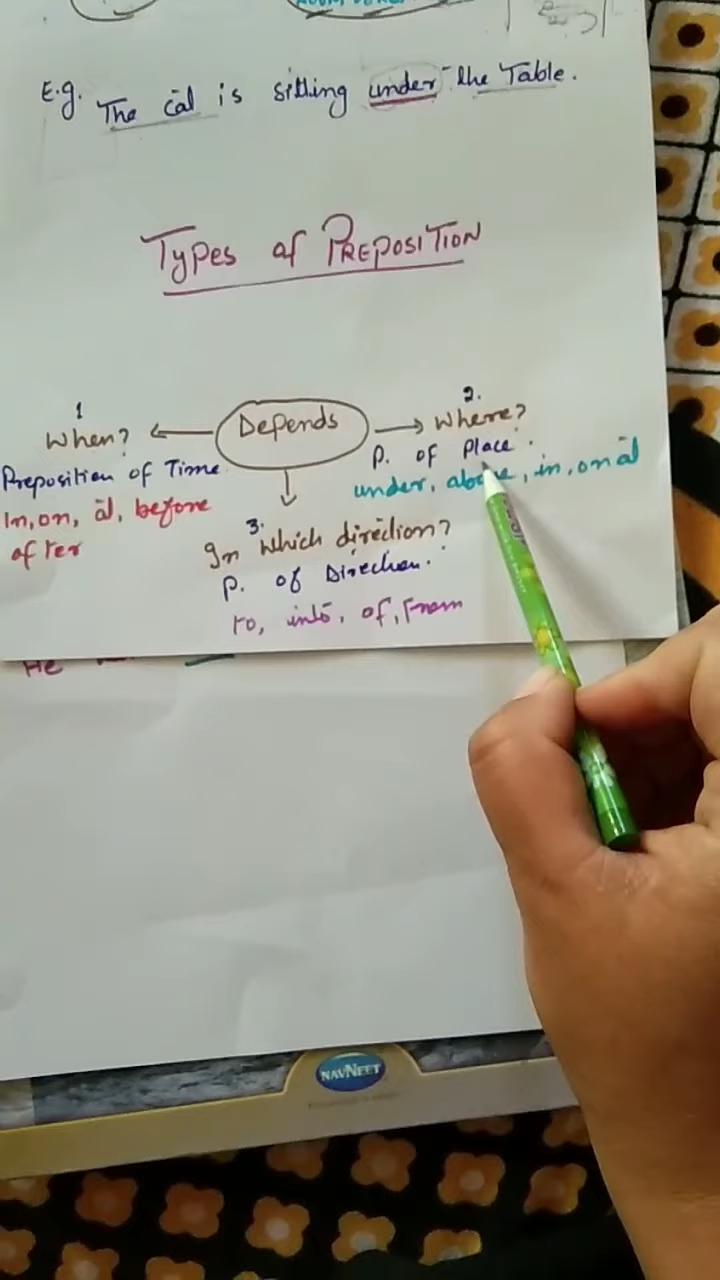 E.g. The cat is sitting under the Table.
Types of PREPOSITION
Depends
1
When?
Preposition of Time
In, on, at, before
after
2.
Where?
P. of Place.
under, above, in, on at
3.
In which direction?
P. of Direction.
to, into, of, From
He
NAVNEET